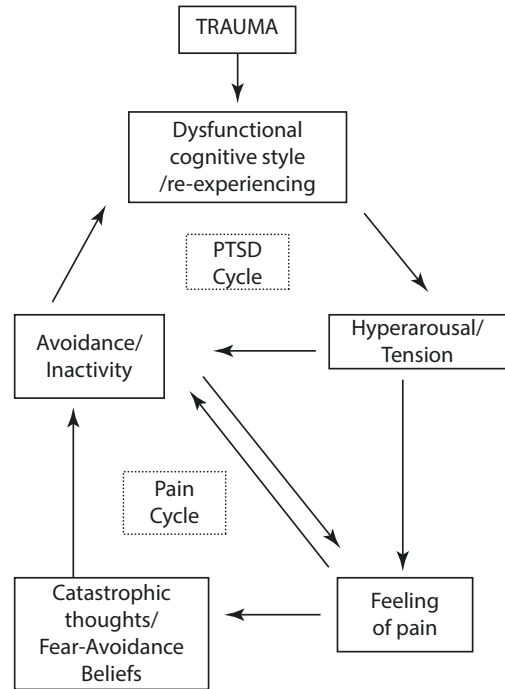 TRAUMA
Dysfunctional
cognitive style
/re-experiencing
PTSD
Cycle
Avoidance/
Inactivity
Hyperarousal/
Tension
Pain
Cycle
Catastrophic
thoughts/
Fear-Avoidance
Beliefs
Feeling
of pain